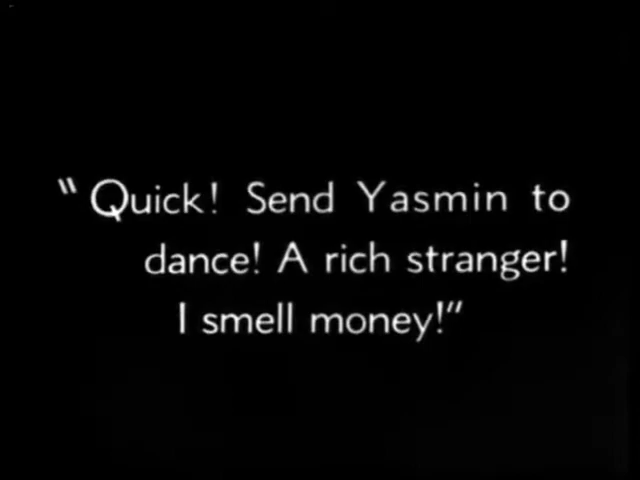 "Quick! Send Yasmin to
dance! A rich stranger!
I smell money!"